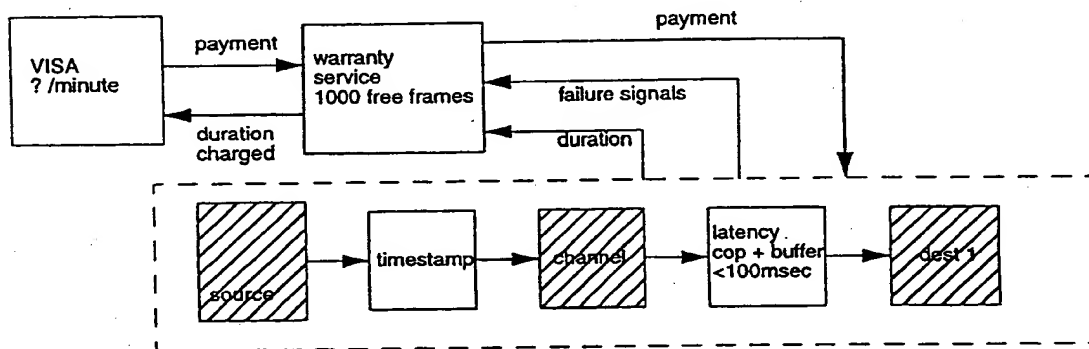 payment
payment
VISA
? /minute
warranty
service
1000 free frames
failure signals
duration
charged
duration
source
timestamp
channel
latency
cop + buffer
<100msec
dest 1